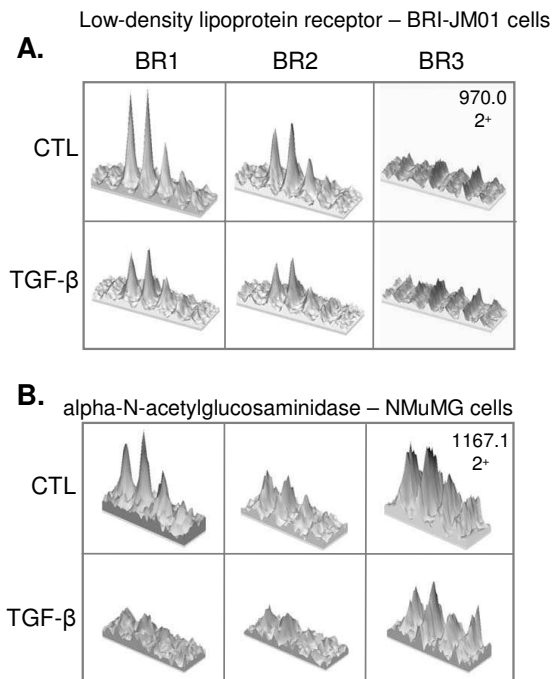 Low-density lipoprotein receptor – BRI-JM01 cells
A.
BR1 BR2 BR3
CTL
970.0
2+
TGF-β
B.
alpha-N-acetylglucosaminidase – NMuMG cells
CTL
1167.1
2+
TGF-β